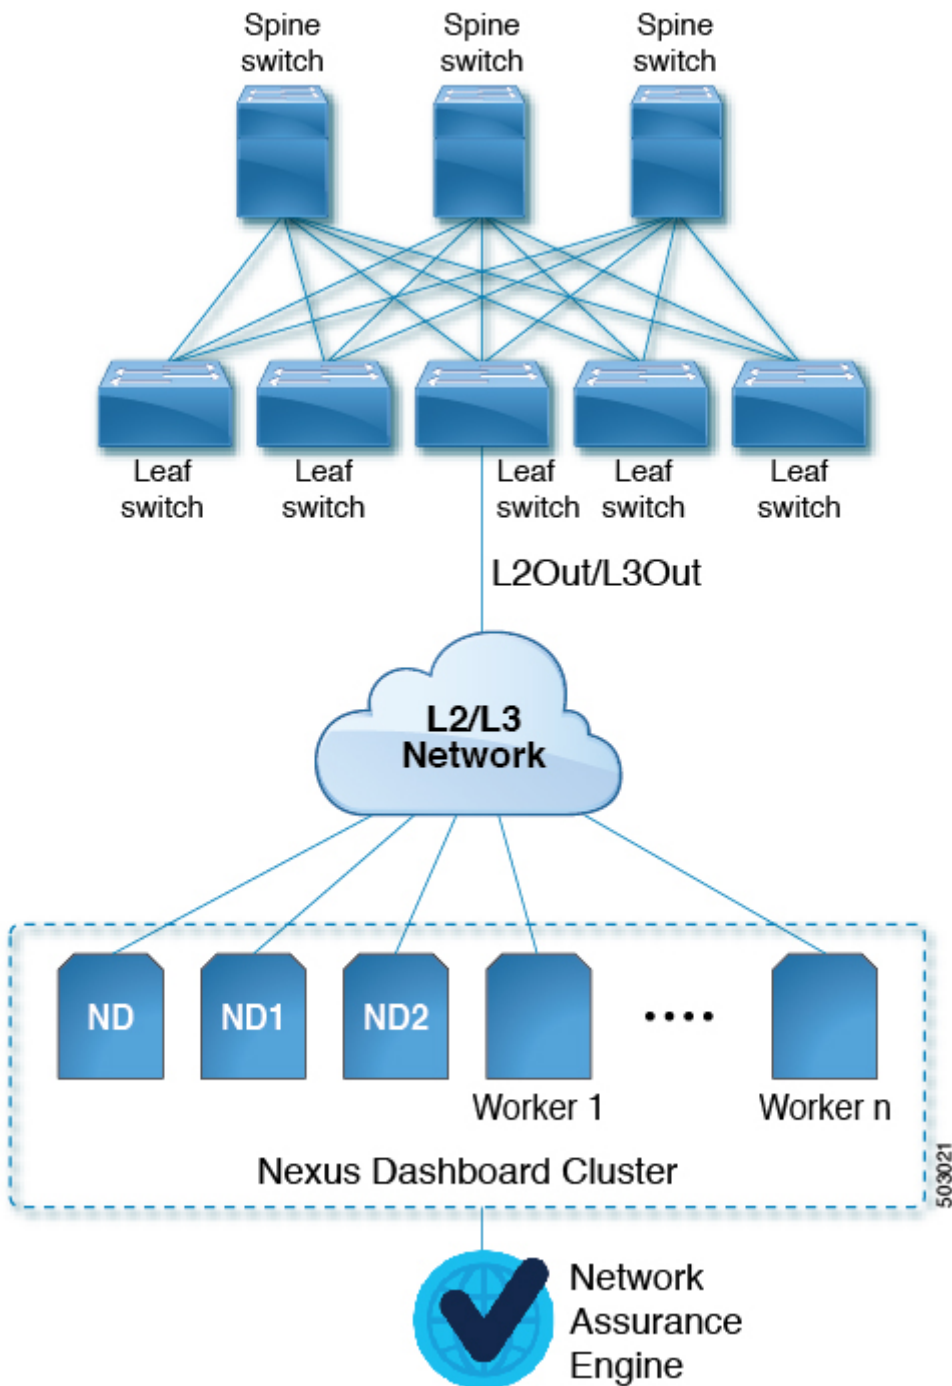 Spine
switch
Spine
switch
Spine
switch
Leaf
switch
Leaf
switch
Leaf
switch
Leaf
switch
Leaf
switch
L2Out/L3Out
L2/L3
Network
ND
ND1
ND2
Worker 1
Worker n
Nexus Dashboard Cluster
503021
Network
Assurance
Engine